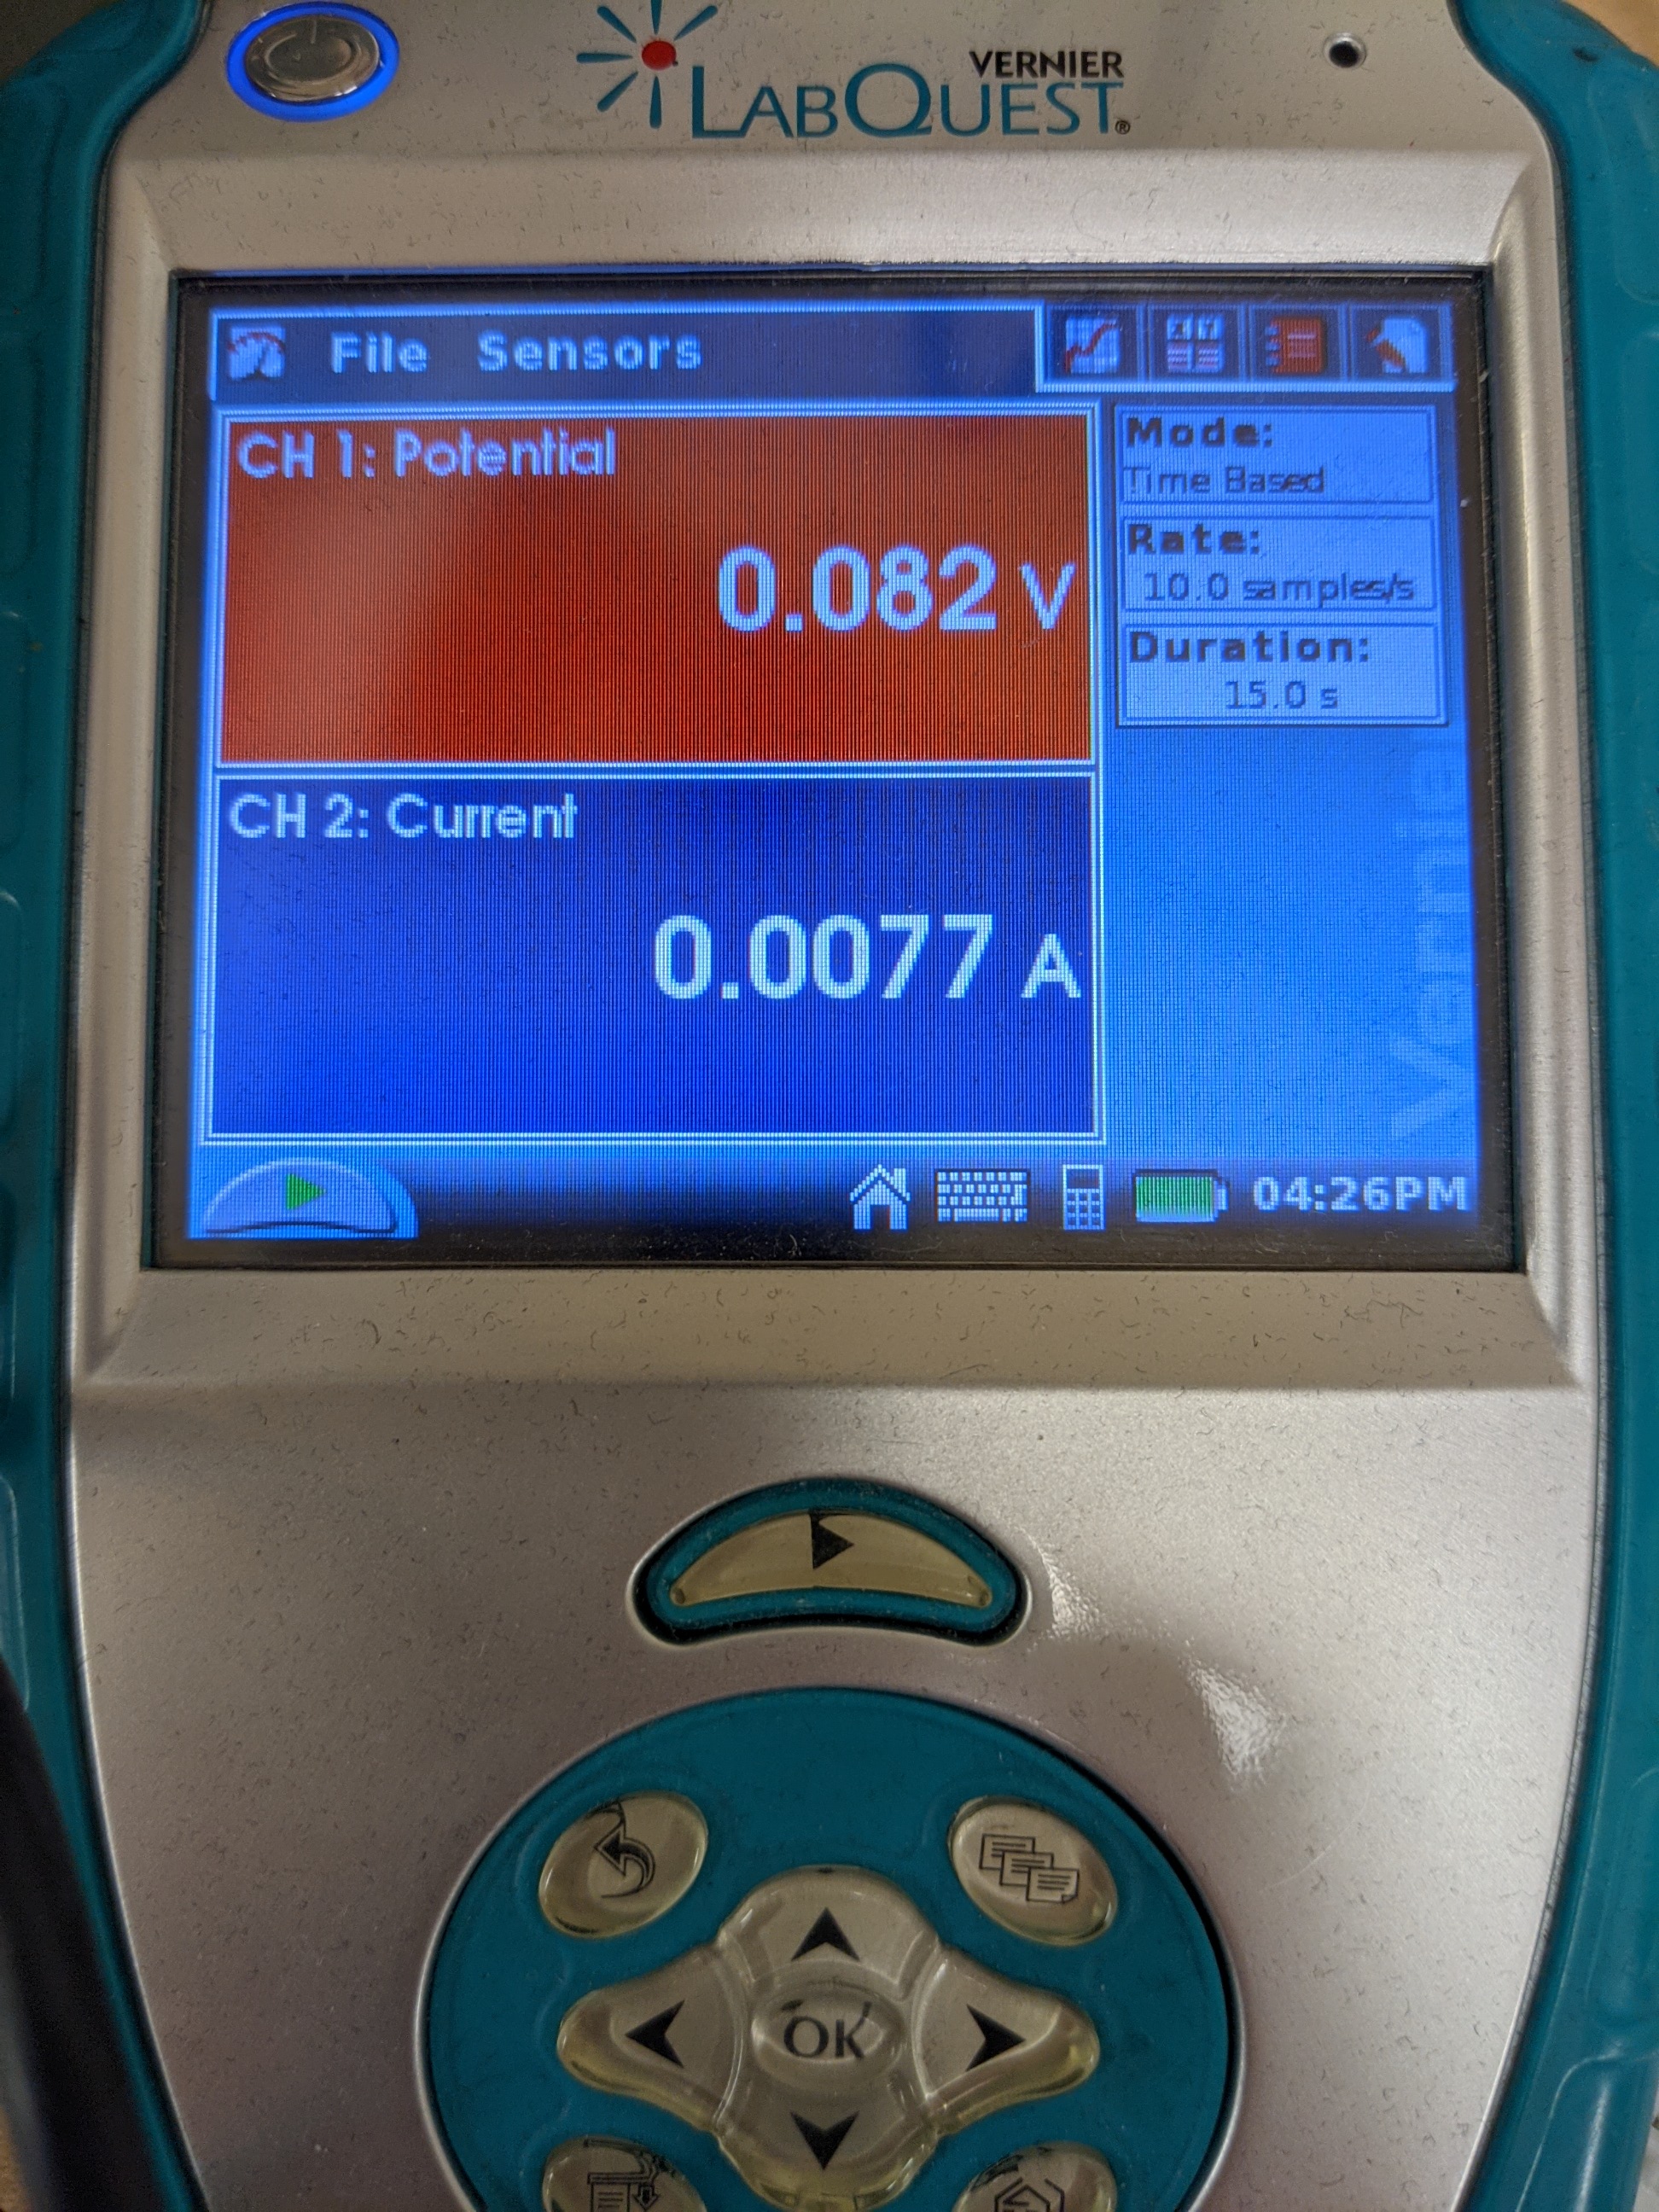 VERNIER
LABQUEST®
File Sensors
CH 1: Potential
0.082 V
CH 2: Current
0.0077 A
Mode:
Time Based
Rate:
10.0 samples/s
Duration:
15.0 s
Vernier
04:26PM
OK